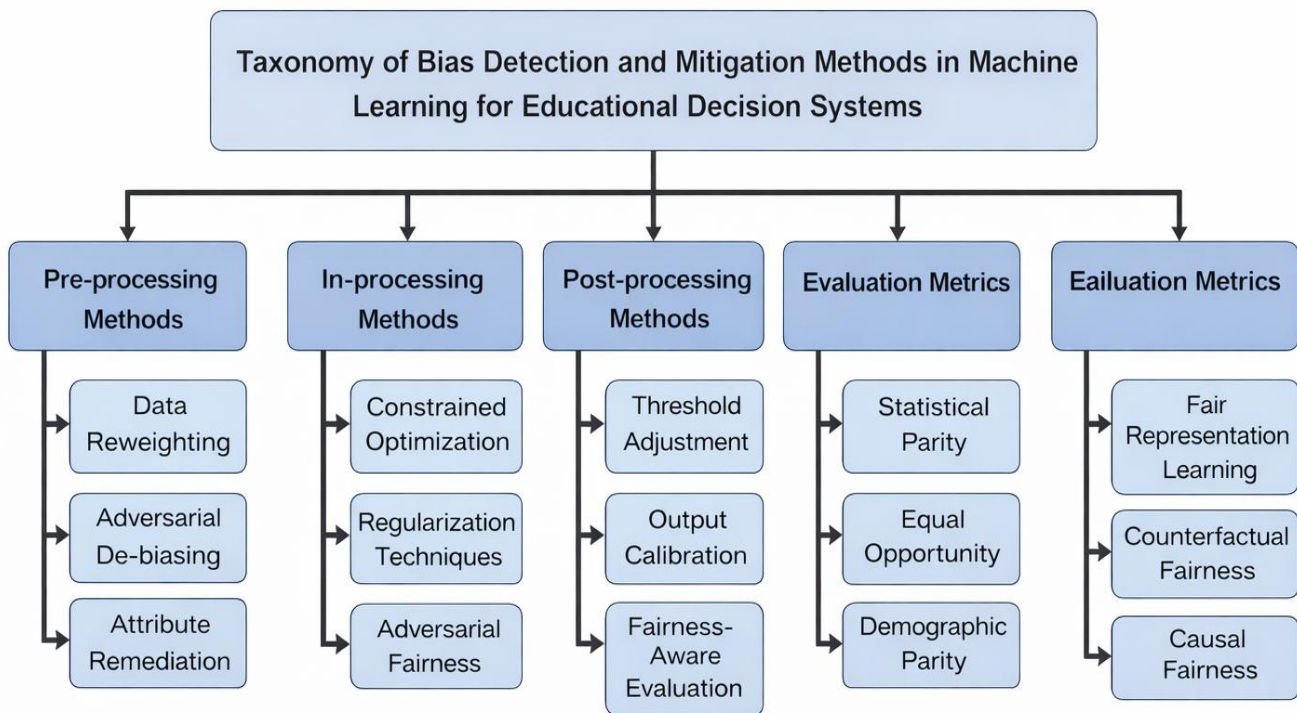 Taxonomy of Bias Detection and Mitigation Methods in Machine
Learning for Educational Decision Systems
Pre-processing
Methods
Data
Reweighting
Adversarial
De-biasing
Attribute
Remediation
In-processing
Methods
Constrained
Optimization
Regularization
Techniques
Adversarial
Fairness
Post-processing
Methods
Threshold
Adjustment
Output
Calibration
Fairness-
Aware
Evaluation
Evaluation Metrics
Statistical
Parity
Equal
Opportunity
Demographic
Parity
Eailuation Metrics
Fair
Representation
Learning
Counterfactual
Fairness
Causal
Fairness